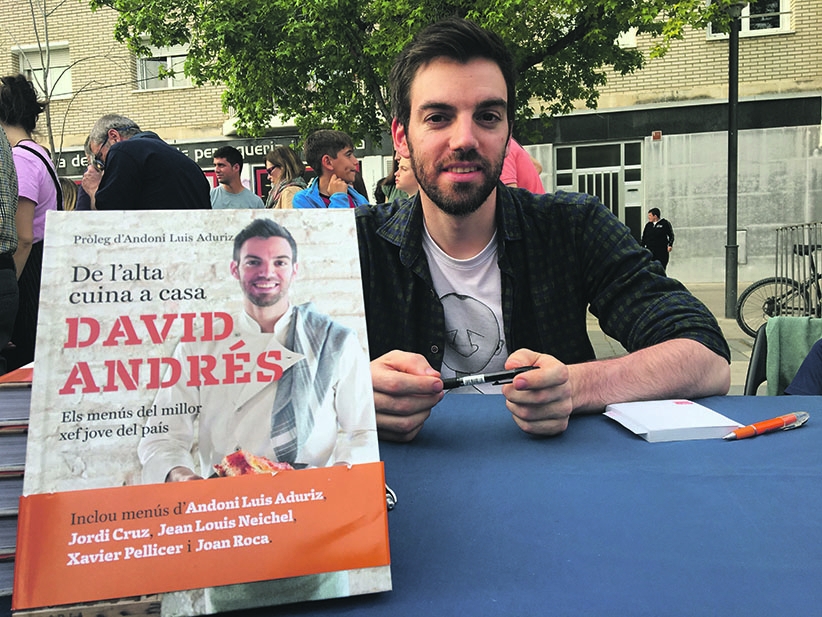 Pròleg d'Andoni Luis Aduriz
De l'alta
cuina a casa
DAVID
ANDRÉS
Els menús del millor
xef jove del país
Inclou menús d'Andoni Luis Aduriz,
Jordi Cruz, Jean Louis Neichel,
Xavier Pellicer i Joan Roca.